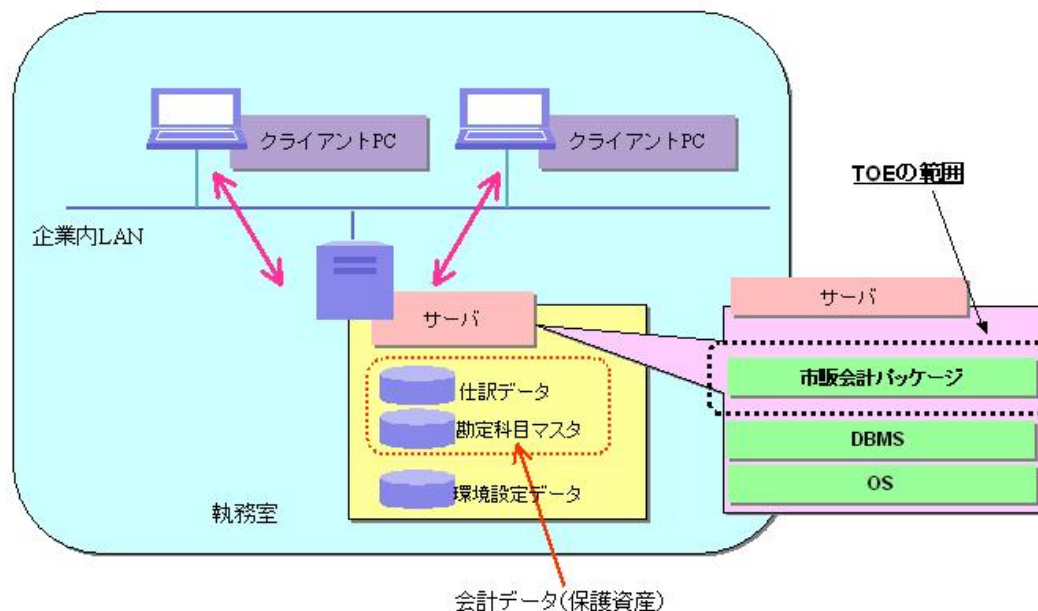 クライアントPC
クライアントPC
TOEの範囲
企業内LAN
サーバ
サーバ
市販会計パッケージ
仕訳データ
勘定科目マスタ
DBMS
OS
環境設定データ
執務室
会計データ(保護資産)